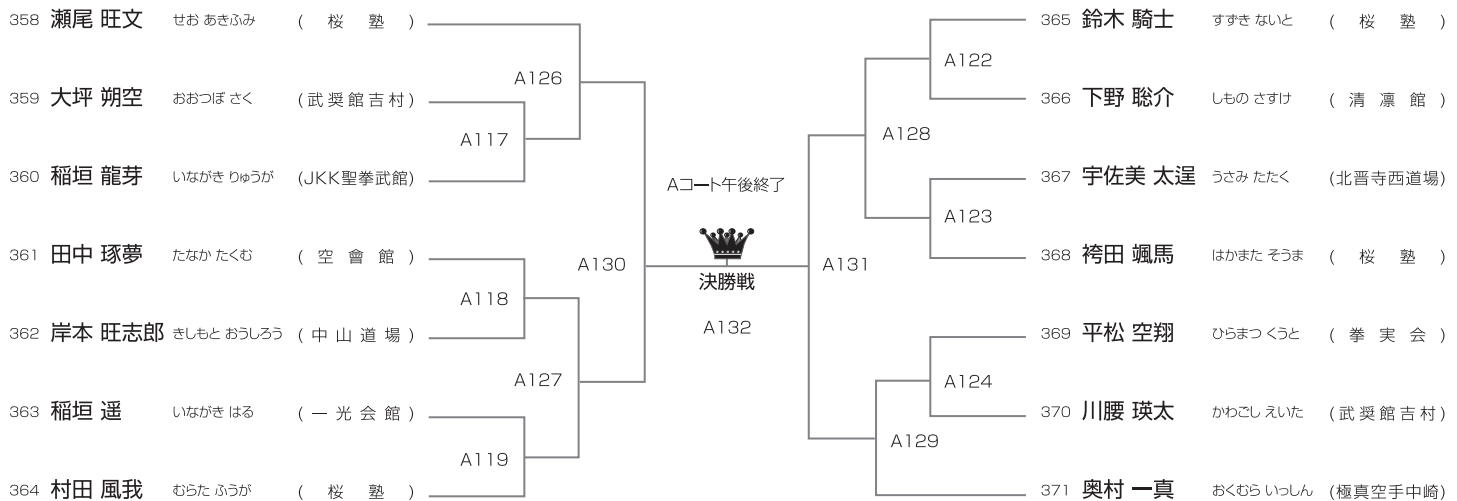 358 瀬尾 旺文 せお あきふみ (桜塾)
A126
359 大坪 朔空 おおつぼ さく (武奨館吉村)
A117
360 稲垣 龍芽 いながき りゅうが (JKK聖拳武館)
361 田中 琢夢 たなか たくむ (空會館)
A130
A118
362 岸本 旺志郎 きしもと おうしろう (中山道場)
A127
363 稲垣 遥 いながき はる (一光会館)
A119
364 村田 風我 むらた ふうが (桜塾)
Aコート午後終了
決勝戦
A132
365 鈴木 騎士 すずき ないと (桜塾)
A122
366 下野 聡介 しもの さすけ (清凛館)
A128
367 宇佐美 太逞 うさみ たたく (北晋寺西道場)
A123
368 袴田 颯馬 はかまた そうま (桜塾)
A131
369 平松 空翔 ひらまつ くうと (拳実会)
A124
370 川腰 瑛太 かわごし えいた (武奨館吉村)
A129
371 奥村 一真 おくむら いっしん (極真空手中崎)